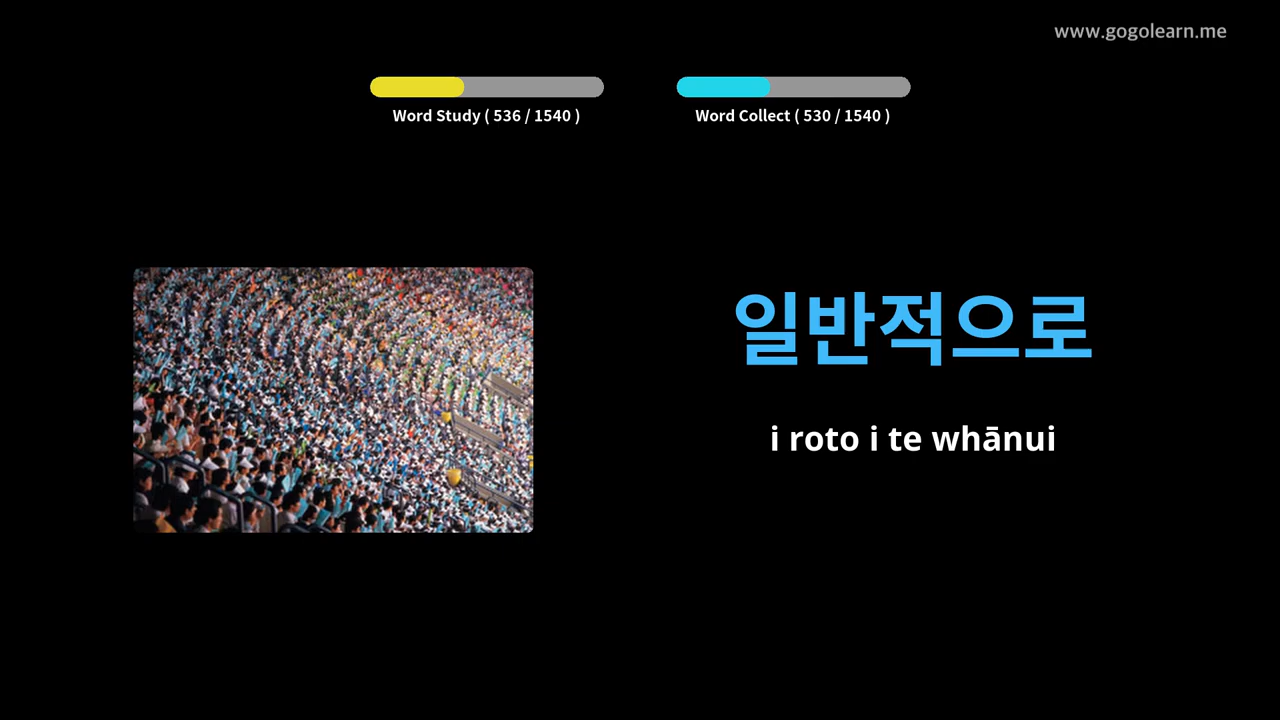 www.gogolearn.me
Word Study ( 536 / 1540 )
Word Collect ( 530 / 1540 )
일반적으로
i roto i te whānui